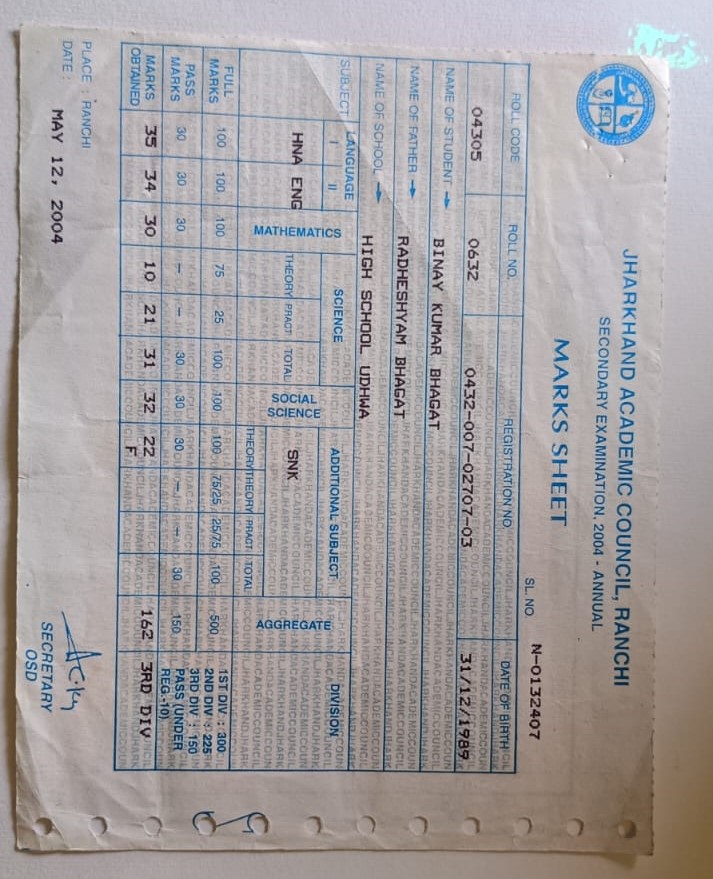 JHARKHAND ACADEMIC COUNCIL, RANCHI
SECONDARY EXAMINATION, 2004 - ANNUAL
MARKS SHEET
SL. NO. N-0132407
ROLL CODE ROLL NO. REGISTRATION NO. DATE OF BIRTH
04305 0632 0432-007-02707-03 31/12/1989
NAME OF STUDENT → BINAY KUMAR BHAGAT
NAME OF FATHER → RADHESHYAM BHAGAT
NAME OF SCHOOL → HIGH SCHOOL UDHWA
SUBJECT LANGUAGE MATHEMATICS SCIENCE SOCIAL SCIENCE ADDITIONAL SUBJECT AGGREGATE DIVISION
I II THEORY PRACT TOTAL SNK
HNA ENG THEORY THEORY PRACT TOTAL
FULL MARKS 100 100 100 75 25 100 100 100 75/25 25/75 100 500 1ST DIV : 300
2ND DIV : 225
3RD DIV : 150
PASS MARKS 30 30 30 - - 30 30 30 - - 30 150 PASS (UNDER REG.-10)
MARKS OBTAINED 35 34 30 10 21 31 32 22 162 3RD DIV
F
PLACE : RANCHI
DATE : MAY 12, 2004
SECRETARY
OSD